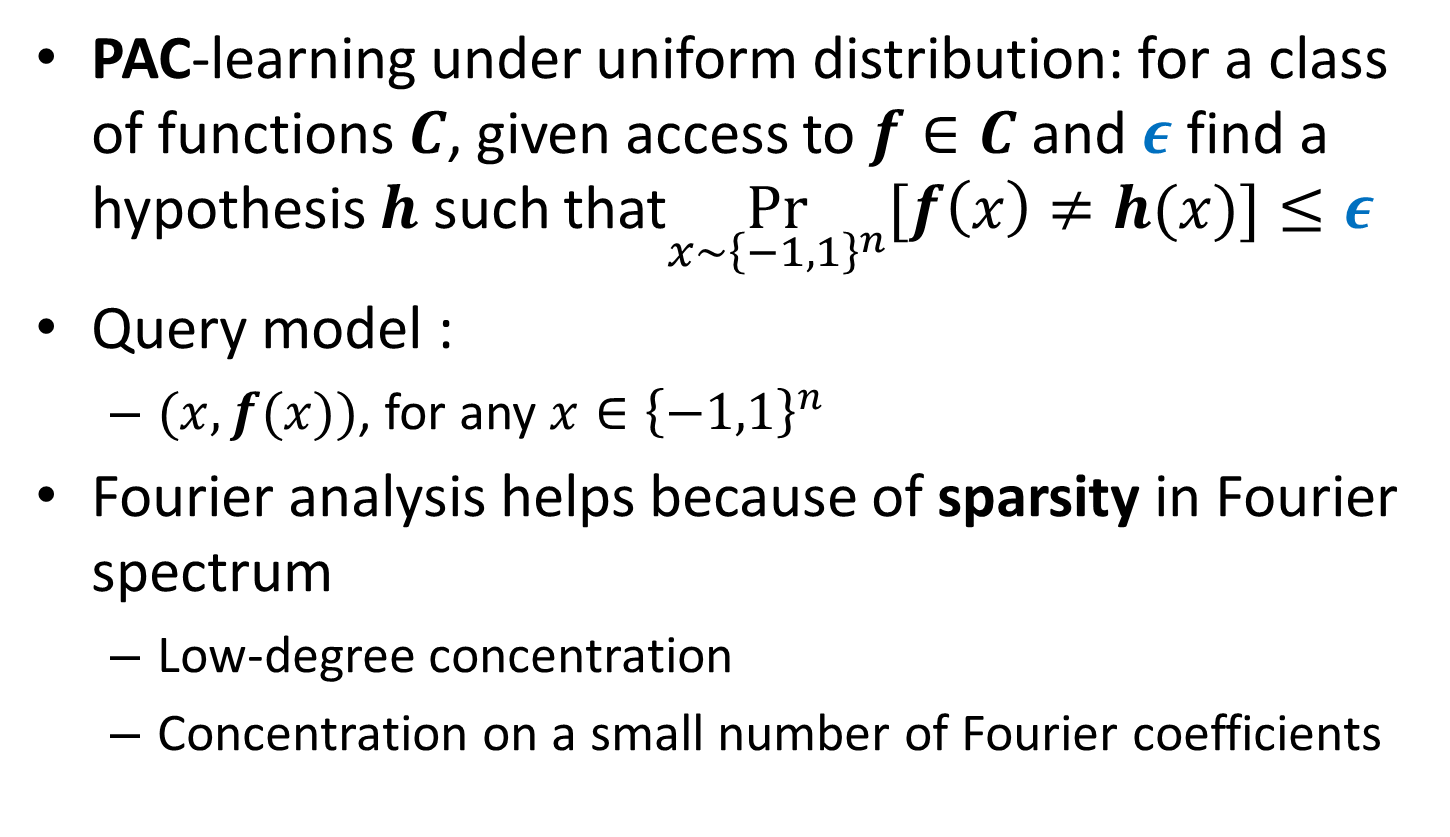 • PAC-learning under uniform distribution: for a class
of functions 𝑪, given access to 𝒇 ∈ 𝑪 and 𝝐 find a
hypothesis 𝒉 such that Pr [𝒇(𝑥) ≠ 𝒉(𝑥)] ≤ 𝝐
𝑥~{−1,1}ⁿ
• Query model :
– (𝑥, 𝒇(𝑥)), for any 𝑥 ∈ {−1,1}ⁿ
• Fourier analysis helps because of sparsity in Fourier
spectrum
– Low-degree concentration
– Concentration on a small number of Fourier coefficients